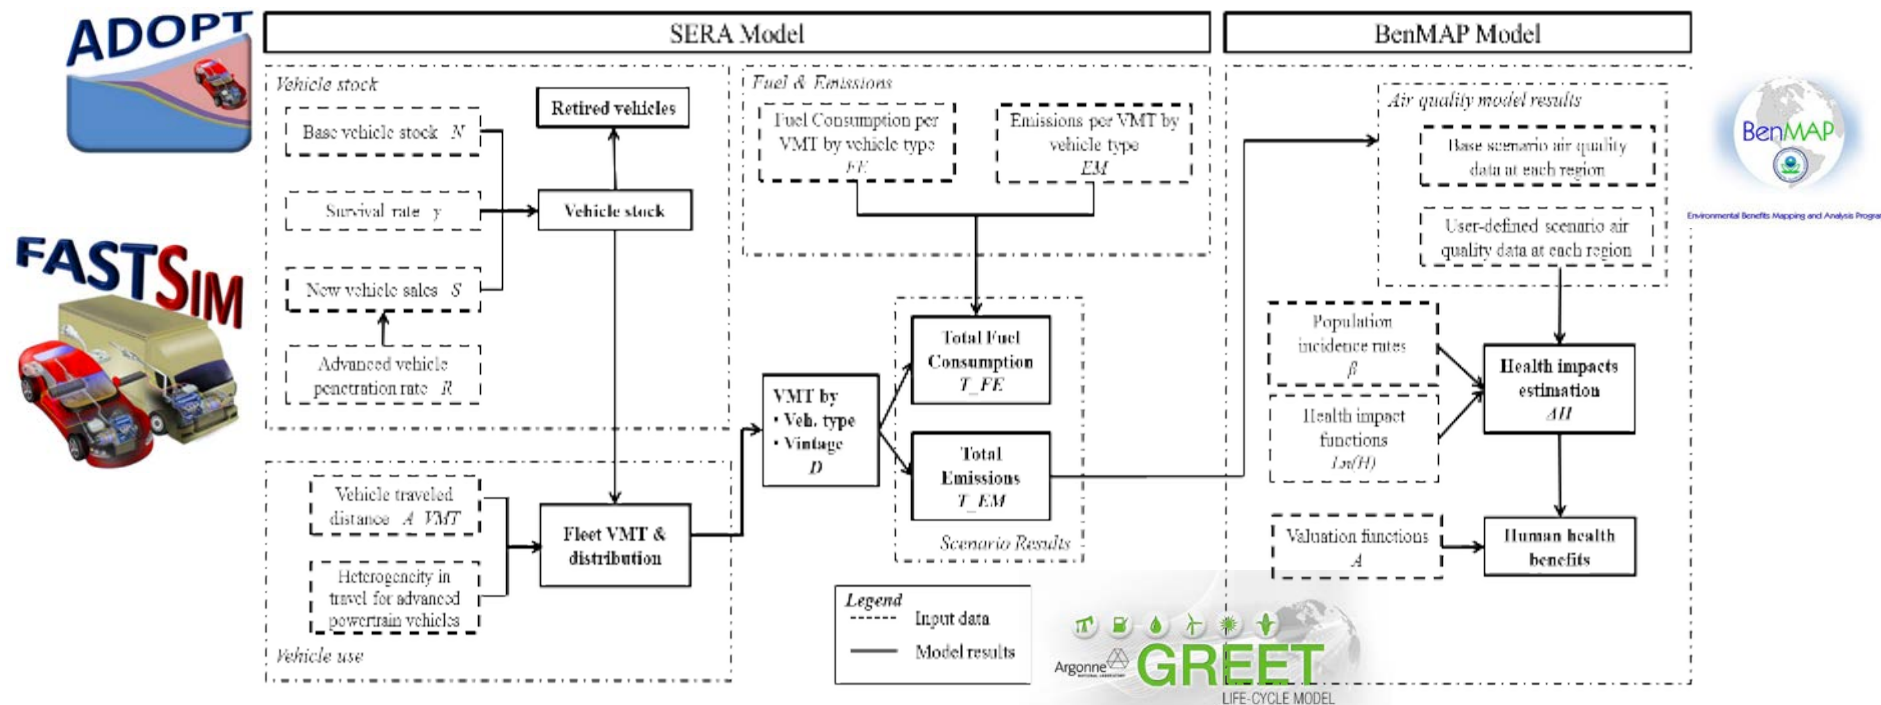 ADOPT
FASTSIM
SERA Model
Vehicle stock
Base vehicle stock N
Survival rate γ
New vehicle sales S
Advanced vehicle
penetration rate R
Retired vehicles
Vehicle stock
Vehicle traveled
distance A VMT
Heterogeneity in
travel for advanced
powertrain vehicles
Fleet VMT &
distribution
Vehicle use
Fuel & Emissions
Fuel Consumption per
VMT by vehicle type
FE
Emissions per VMT by
vehicle type
EM
VMT by
• Veh. type
• Vintage
D
Total Fuel
Consumption
T_FE
Total
Emissions
T_EM
Scenario Results
Legend
Input data
Model results
Argonne
NATIONAL LABORATORY
GREET
LIFE-CYCLE MODEL
BenMAP Model
Air quality model results
Base scenario air quality
data at each region
User-defined scenario air
quality data at each region
Population
incidence rates
β
Health impact
functions
Ln(H)
Health impacts
estimation
ΔH
Valuation functions
A
Human health
benefits
BenMAP
Environmental Benefits Mapping and Analysis Program